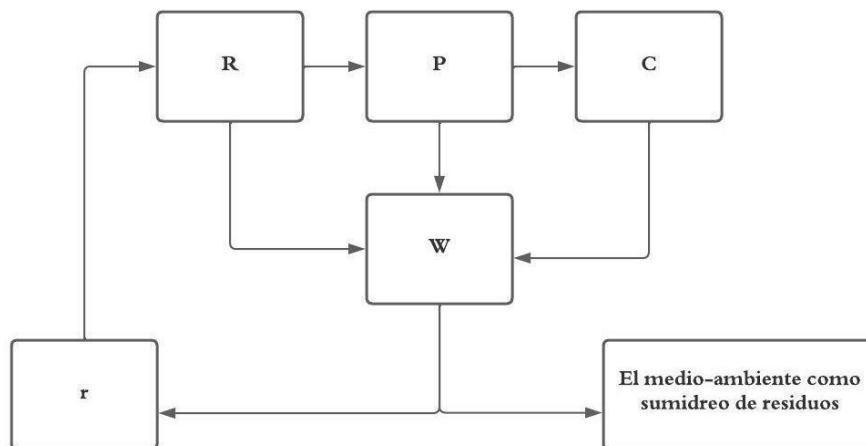 R
P
C
W
r
El medio-ambiente como
sumidreo de residuos